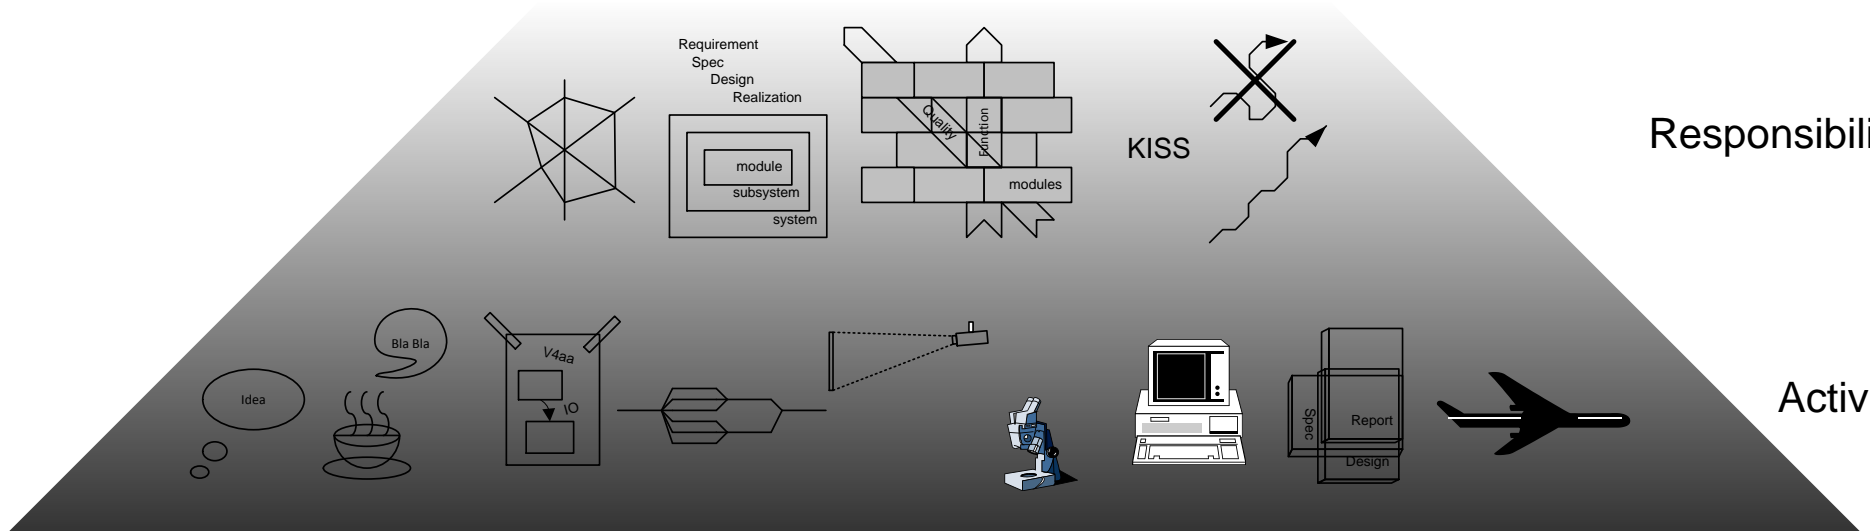 Requirement
Spec
Design
Realization
module
subsystem
system
Quality
Function
modules
KISS
Responsibili
Bla Bla
Idea
V4aa
IO
Spec
Report
Design
Activ